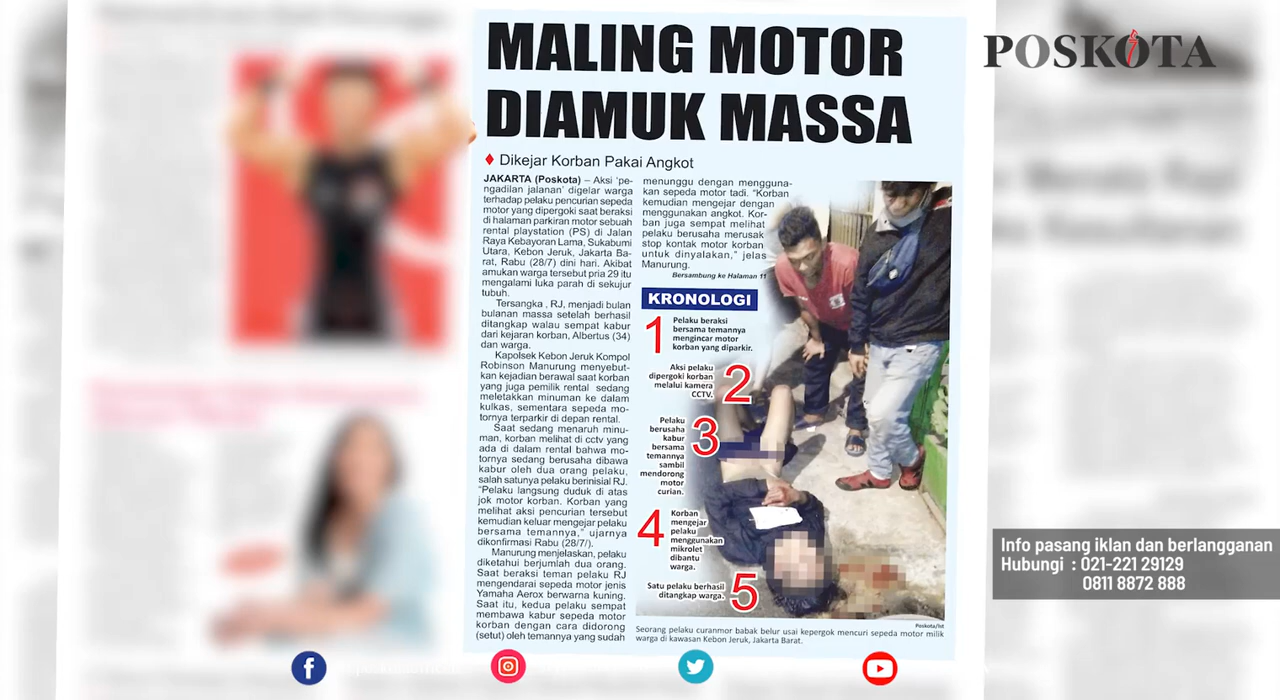 MALING MOTOR
DIAMUK MASSA
Dikejar Korban Pakai Angkot
JAKARTA (Poskota) – Aksi 'pe-
ngadilan jalanan' digelar warga
terhadap pelaku pencurian sepeda
motor yang dipergoki saat beraksi
di halaman parkiran motor sebuah
rental playstation (PS) di Jalan
Raya Kebayoran Lama, Sukabumi
Utara, Kebon Jeruk, Jakarta Ba-
rat, Rabu (28/7) dini hari. Akibat
amukan warga tersebut pria 29 itu
mengalami luka parah di sekujur
tubuh.
Tersangka , RJ, menjadi bulan
bulanan massa setelah berhasil
ditangkap walau sempat kabur
dari kejaran korban, Albertus (34)
dan warga.
Kapolsek Kebon Jeruk Kompol
Robinson Manurung menyebut-
kan kejadian berawal saat korban
yang juga pemilik rental sedang
meletakkan minuman ke dalam
kulkas, sementara sepeda mo-
tornya terparkir di depan rental.
Saat sedang menaruh minu-
man, korban melihat di cctv yang
ada di dalam rental bahwa mo-
tornya sedang berusaha dibawa
kabur oleh dua orang pelaku,
salah satunya pelaku berinisial RJ.
"Pelaku langsung duduk di atas
jok motor korban. Korban yang
melihat aksi pencurian tersebut
kemudian keluar mengejar pelaku
bersama temannya," ujarnya
dikonfirmasi Rabu (28/7/).
Manurung menjelaskan, pelaku
diketahui berjumlah dua orang.
Saat beraksi teman pelaku RJ
mengendarai sepeda motor jenis
Yamaha Aerox berwarna kuning.
Saat itu, kedua pelaku sempat
membawa kabur sepeda motor
korban dengan cara didorong
(setut) oleh temannya yang sudah
menunggu dengan mengguna-
kan sepeda motor tadi. "Korban
kemudian mengejar dengan
menggunakan angkot. Kor-
ban juga sempat melihat
pelaku berusaha merusak
stop kontak motor korban
untuk dinyalakan," jelas
Manurung.
Bersambung ke Halaman 11
KRONOLOGI
1 Pelaku beraksi
bersama temannya
mengincar motor
korban yang diparkir.
Aksi pelaku
dipergoki korban
melalui kamera
CCTV. 2
Pelaku
berusaha
kabur
bersama
temannya
sambil
mendorong
motor
curian. 3
4 Korban
mengejar
pelaku
menggunakan
mikrolet
dibantu
warga.
Satu pelaku berhasil
ditangkap warga. 5
Poskota/Ist
Seorang pelaku curanmor babak belur usai kepergok mencuri sepeda motor milik
warga di kawasan Kebon Jeruk, Jakarta Barat.
POSKOTA
Info pasang iklan dan berlangganan
Hubungi : 021-221 29129
0811 8872 888